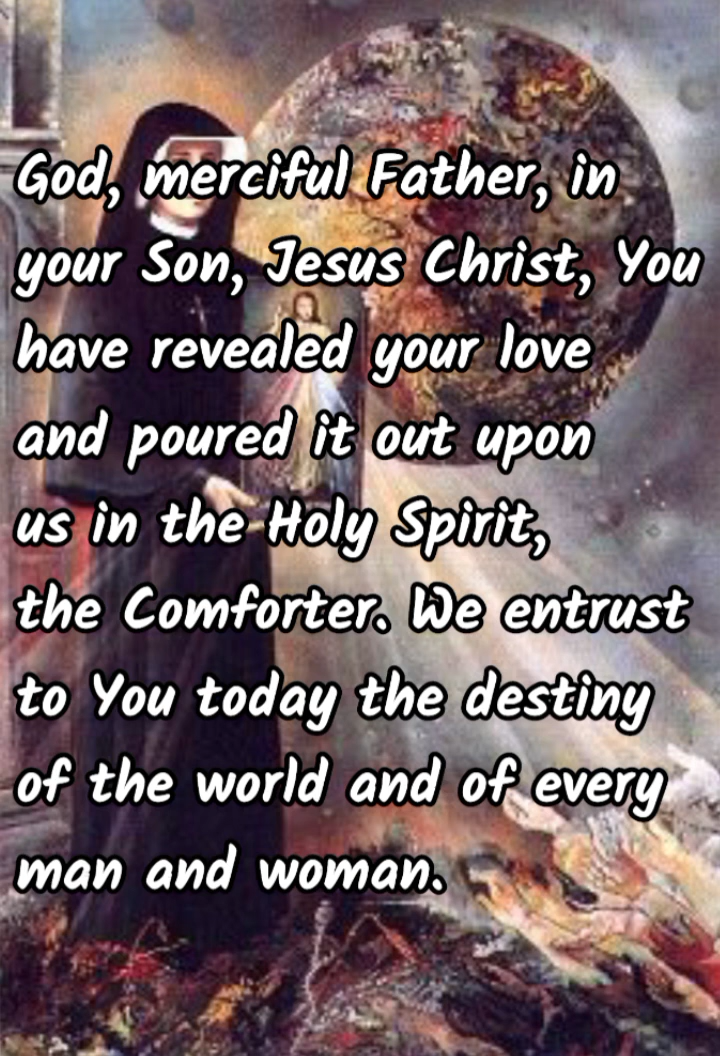 God, merciful Father, in
your Son, Jesus Christ, You
have revealed your love
and poured it out upon
us in the Holy Spirit,
the Comforter. We entrust
to You today the destiny
of the world and of every
man and woman.